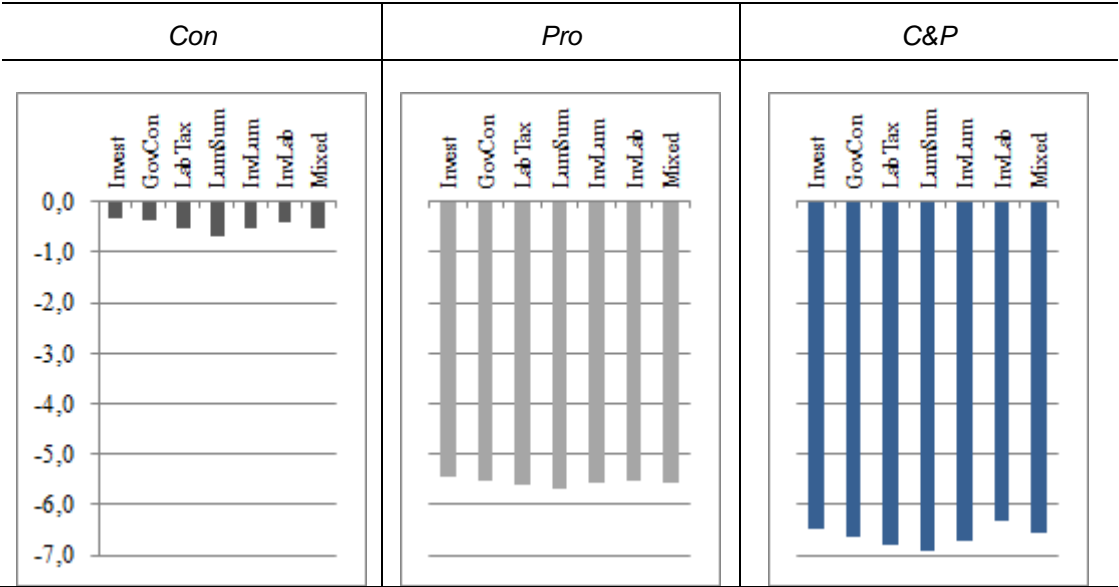 Con Pro C&P
Invest GovCon LabTax LumSum InvLum InvLab Mixed
Invest GovCon LabTax LumSum InvLum InvLab Mixed
Invest GovCon LabTax LumSum InvLum InvLab Mixed
0,0
-1,0
-2,0
-3,0
-4,0
-5,0
-6,0
-7,0